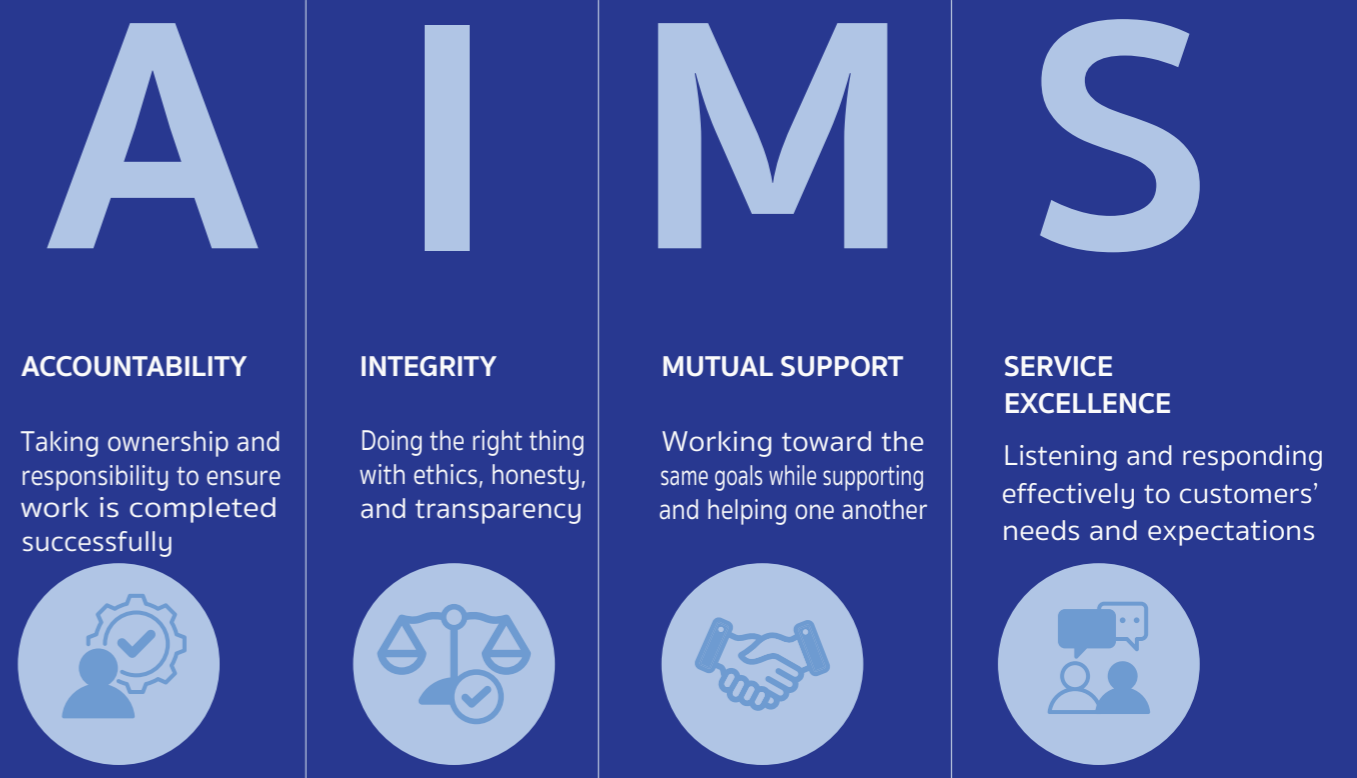 A
I
M
S
ACCOUNTABILITY
Taking ownership and
responsibility to ensure
work is completed
successfully
INTEGRITY
Doing the right thing
with ethics, honesty,
and transparency
MUTUAL SUPPORT
Working toward the
same goals while supporting
and helping one another
SERVICE
EXCELLENCE
Listening and responding
effectively to customers’
needs and expectations